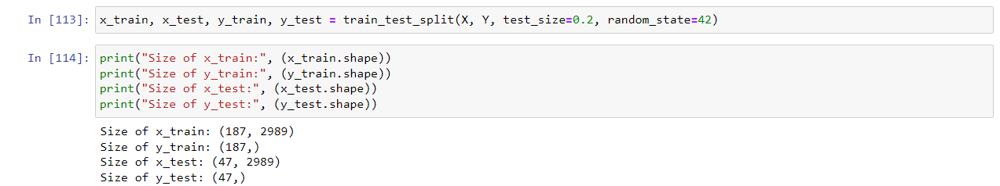 In [113]: x_train, x_test, y_train, y_test = train_test_split(X, Y, test_size=0.2, random_state=42)
In [114]: print("Size of x_train:", (x_train.shape))
print("Size of y_train:", (y_train.shape))
print("Size of x_test:", (x_test.shape))
print("Size of y_test:", (y_test.shape))
Size of x_train: (187, 2989)
Size of y_train: (187,)
Size of x_test: (47, 2989)
Size of y_test: (47,)